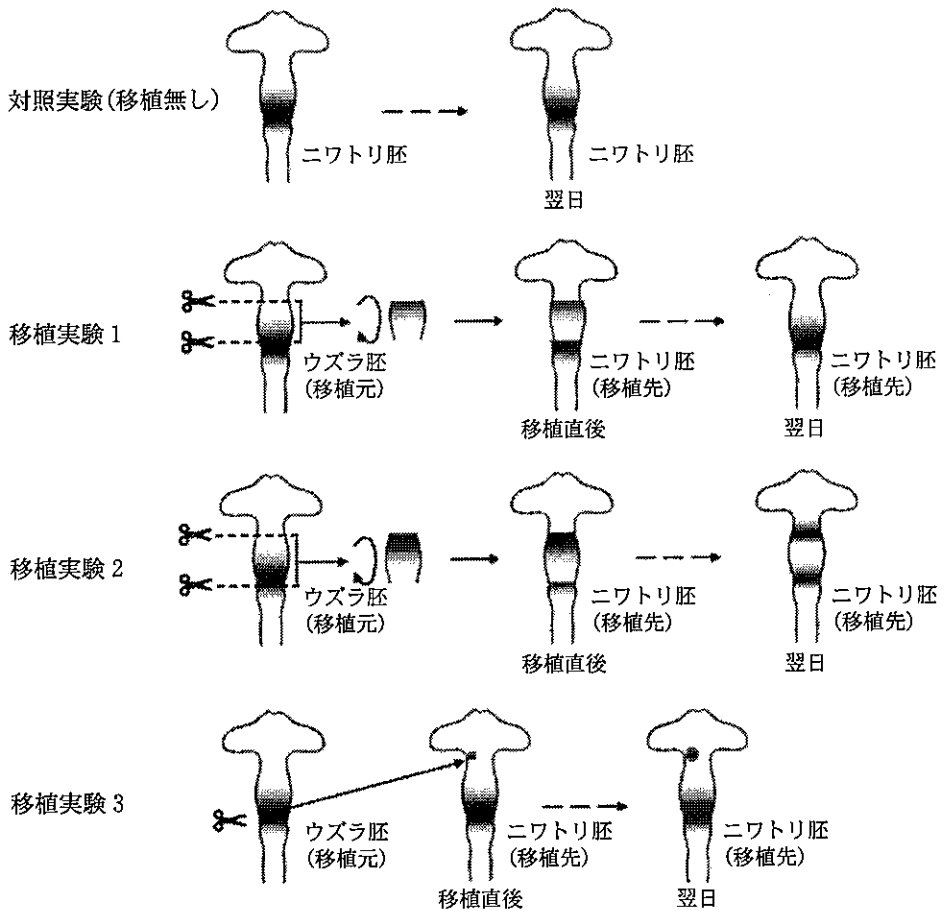 対照実験(移植無し)
ニワトリ胚
ニワトリ胚
翌日
移植実験 1
ウズラ胚
(移植元)
ニワトリ胚
(移植先)
移植直後
ニワトリ胚
(移植先)
翌日
移植実験 2
ウズラ胚
(移植元)
ニワトリ胚
(移植先)
移植直後
ニワトリ胚
(移植先)
翌日
移植実験 3
ウズラ胚
(移植元)
ニワトリ胚
(移植先)
移植直後
ニワトリ胚
(移植先)
翌日